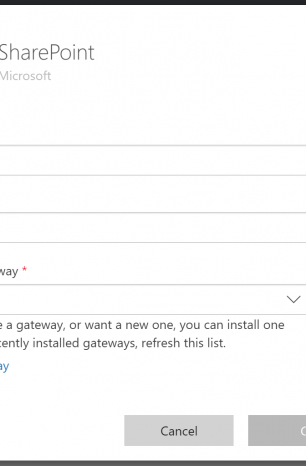 SharePoint
Microsoft
way *
e a gateway, or want a new one, you can install one
cently installed gateways, refresh this list.
ay
Cancel